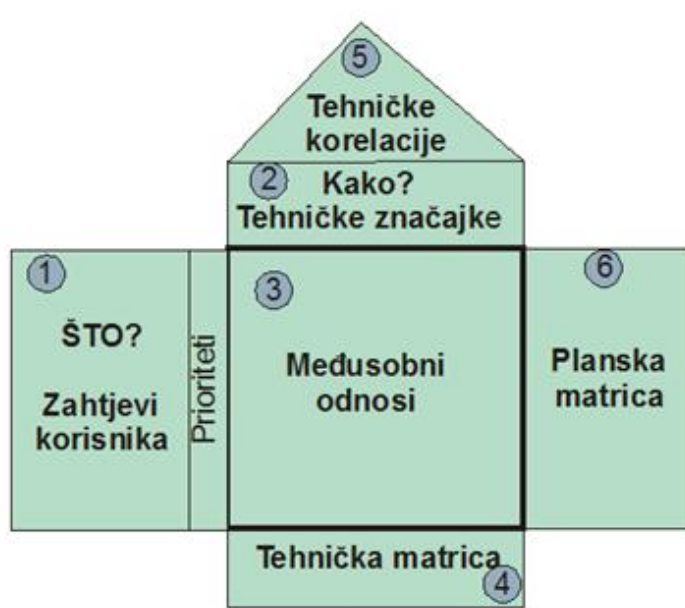 5
Tehničke
korelacije
2
Kako?
Tehničke značajke
1
ŠTO?
Zahtjevi
korisnika
Prioriteti
3
Međusobni
odnosi
6
Planska
matrica
Tehnička matrica
4